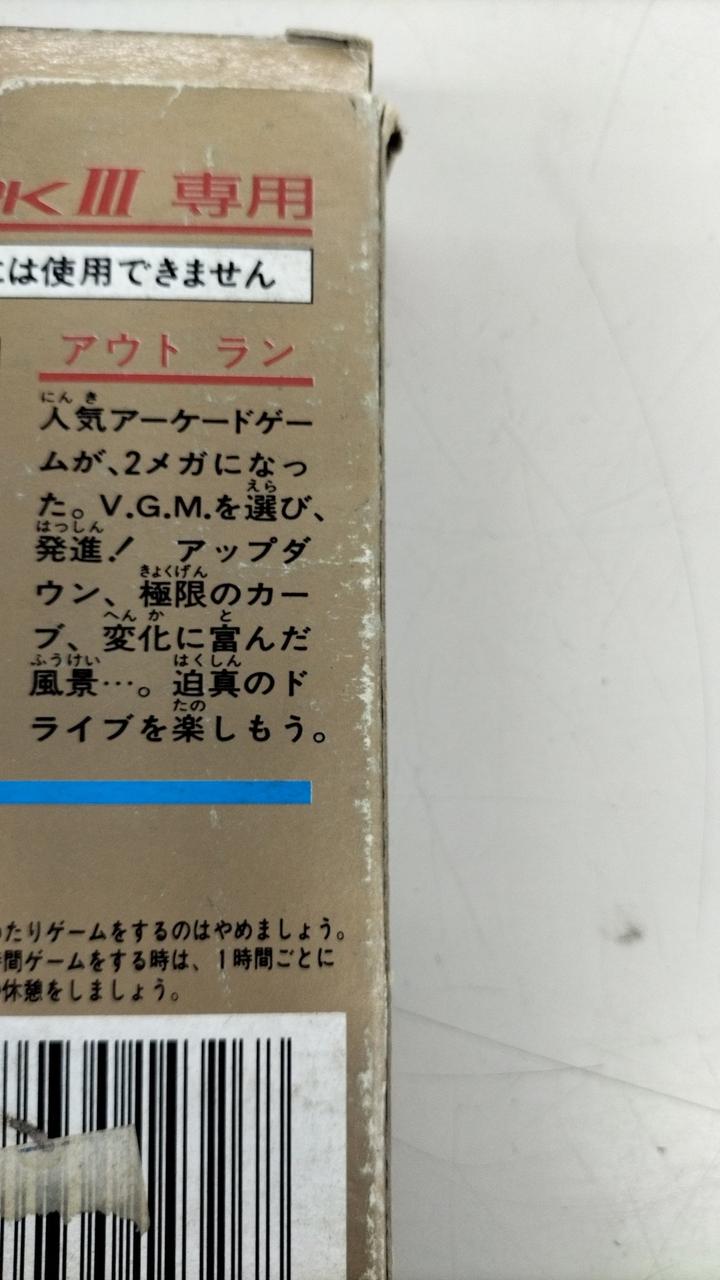 III 専用
は使用できません
アウト ラン
人気アーケードゲー
ムが、2メガになっ
た。V.G.M.を選び、
発進! アップダ
ウン、極限のカー
ブ、変化に富んだ
風景…。迫真のド
ライブを楽しもう。
たりゲームをするのはやめましょう。
間ゲームをする時は、1時間ごとに
休憩をしましょう。